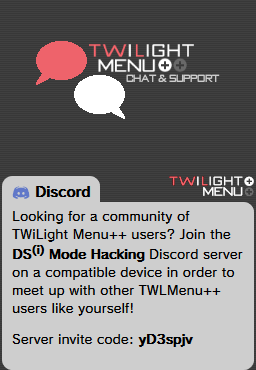 TWiLIGHT
MENU++
CHAT & SUPPORT
TWiLIGHT
MENU++
Discord
Looking for a community of
TWiLight Menu++ users? Join the
DS(i) Mode Hacking Discord server
on a compatible device in order to
meet up with other TWLMenu++
users like yourself!
Server invite code: yD3spjv